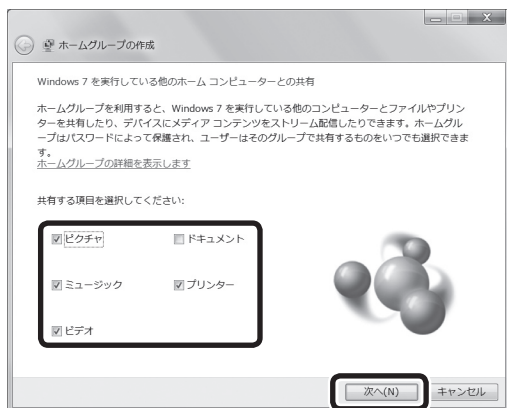 ホームグループの作成
Windows 7 を実行している他のホーム コンピューターとの共有
ホームグループを利用すると、Windows 7 を実行している他のコンピューターとファイルやプリン
ターを共有したり、デバイスにメディア コンテンツをストリーム配信したりできます。ホームグル
ープはパスワードによって保護され、ユーザーはそのグループで共有するものをいつでも選択できま
す。
ホームグループの詳細を表示します
共有する項目を選択してください:
ピクチャ ドキュメント
ミュージック プリンター
ビデオ
次へ(N) キャンセル